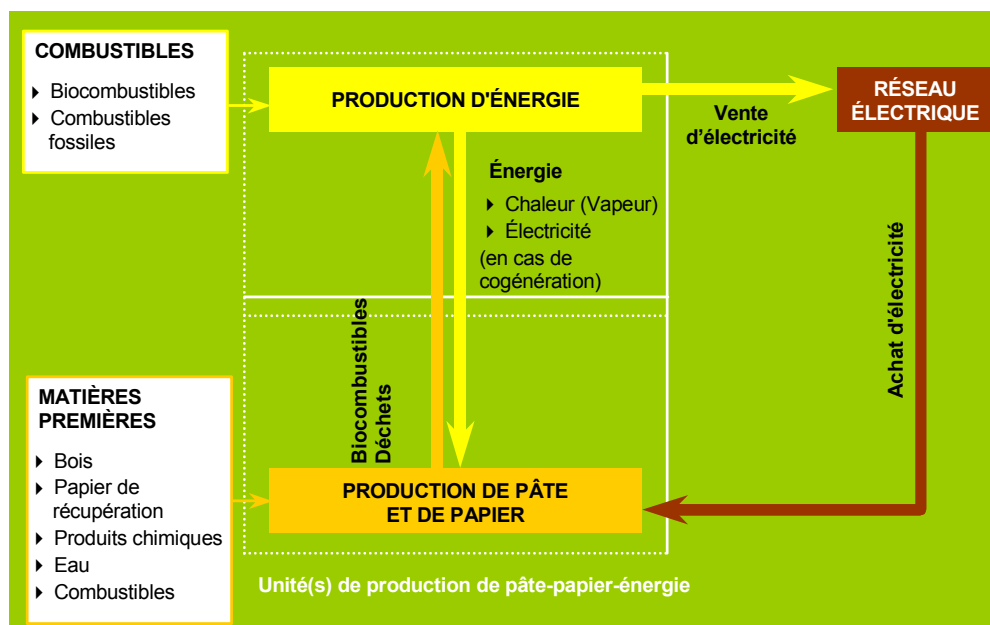 COMBUSTIBLES
Biocombustibles
Combustibles
fossiles
PRODUCTION D'ÉNERGIE
Vente
d'électricité
RÉSEAU
ÉLECTRIQUE
Énergie
Chaleur (Vapeur)
Électricité
(en cas de
cogénération)
Biocombustibles
Déchets
Achat d'électricité
MATIÈRES
PREMIÈRES
Bois
Papier de
récupération
Produits chimiques
Eau
Combustibles
PRODUCTION DE PÂTE
ET DE PAPIER
Unité(s) de production de pâte-papier-énergie